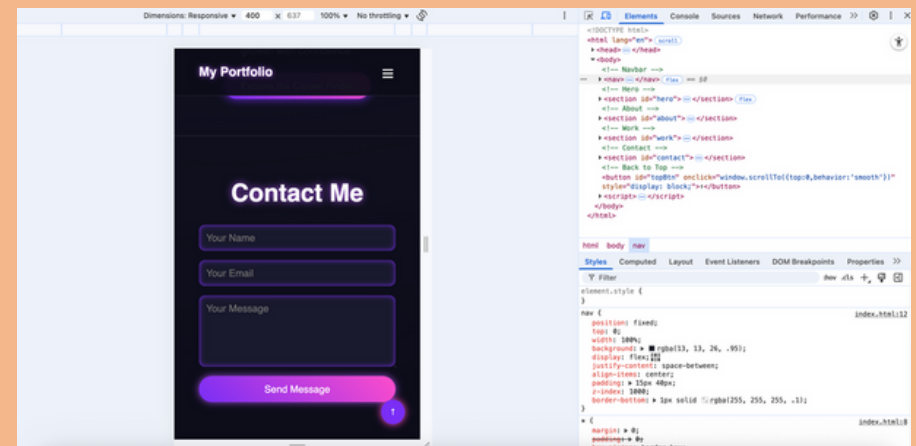 Dimensions: Responsive ▾ 400 × 637 100% ▾ No throttling ▾
Elements Console Sources Network Performance
My Portfolio
Contact Me
Your Name
Your Email
Your Message
Send Message
↑
<!DOCTYPE html>
<html lang="en"> scroll
▸ <head> ⋯ </head>
▾ <body>
<!-- Navbar -->
⋯ ▸ <nav> ⋯ </nav> flex == $0
<!-- Hero -->
▸ <section id="hero"> ⋯ </section> flex
<!-- About -->
▸ <section id="about"> ⋯ </section>
<!-- Work -->
▸ <section id="work"> ⋯ </section>
<!-- Contact -->
▸ <section id="contact"> ⋯ </section>
<!-- Back to Top -->
<button id="topBtn" onclick="window.scrollTo({top:0,behavior:'smooth'})"
style="display: block;">↑</button>
▸ <script> ⋯ </script>
</body>
</html>
html body nav
Styles Computed Layout Event Listeners DOM Breakpoints Properties
Filter :hov .cls +
element.style {
}
nav { index.html:12
position: fixed;
top: 0;
width: 100%;
background: ▸ rgba(13, 13, 26, .95);
display: flex;
justify-content: space-between;
align-items: center;
padding: ▸ 15px 40px;
z-index: 1000;
border-bottom: ▸ 1px solid rgba(255, 255, 255, .1);
}
* { index.html:8
margin: ▸ 0;
padding: ▸ 0;